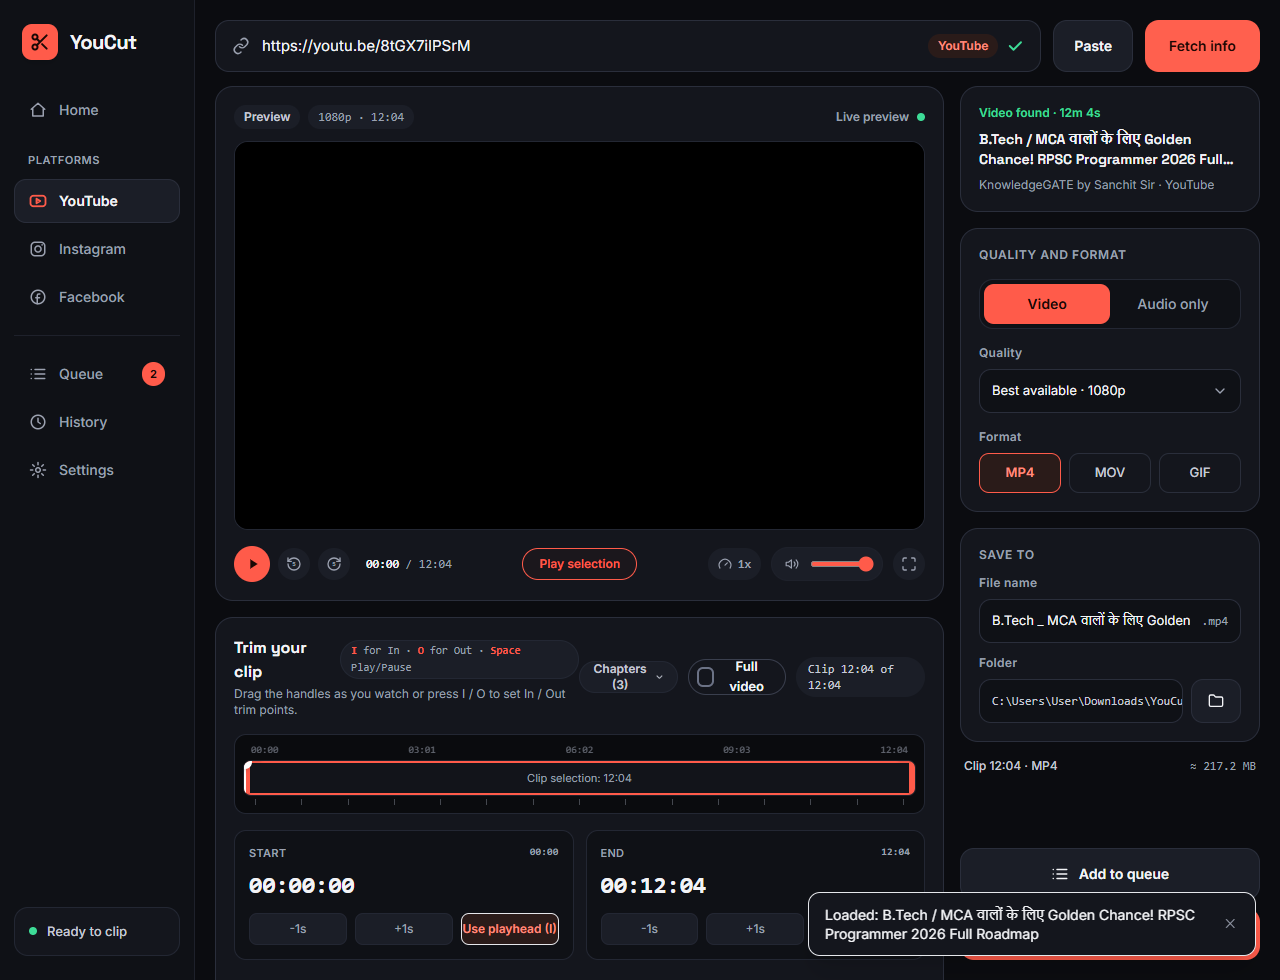 YouCut
https://youtu.be/8tGX7iIPSrM
YouTube
Paste
Fetch info
Home
PLATFORMS
YouTube
Instagram
Facebook
Queue
2
History
Settings
Ready to clip
Preview
1080p · 12:04
Live preview
00:00 / 12:04
Play selection
1x
Trim your
clip
I for In · O for Out · Space
Play/Pause
Drag the handles as you watch or press I / O to set In / Out
trim points.
Chapters
(3)
Full
video
Clip 12:04 of
12:04
00:00
03:01
06:02
09:03
12:04
Clip selection: 12:04
START
00:00
00:00:00
-1s
+1s
Use playhead (I)
END
12:04
00:12:04
-1s
+1s
Video found · 12m 4s
B.Tech / MCA वालों के लिए Golden
Chance! RPSC Programmer 2026 Full...
KnowledgeGATE by Sanchit Sir · YouTube
QUALITY AND FORMAT
Video
Audio only
Quality
Best available · 1080p
Format
MP4
MOV
GIF
SAVE TO
File name
B.Tech _ MCA वालों के लिए Golden
.mp4
Folder
C:\Users\User\Downloads\YouCu
Clip 12:04 · MP4
≈ 217.2 MB
Add to queue
Loaded: B.Tech / MCA वालों के लिए Golden Chance! RPSC
Programmer 2026 Full Roadmap